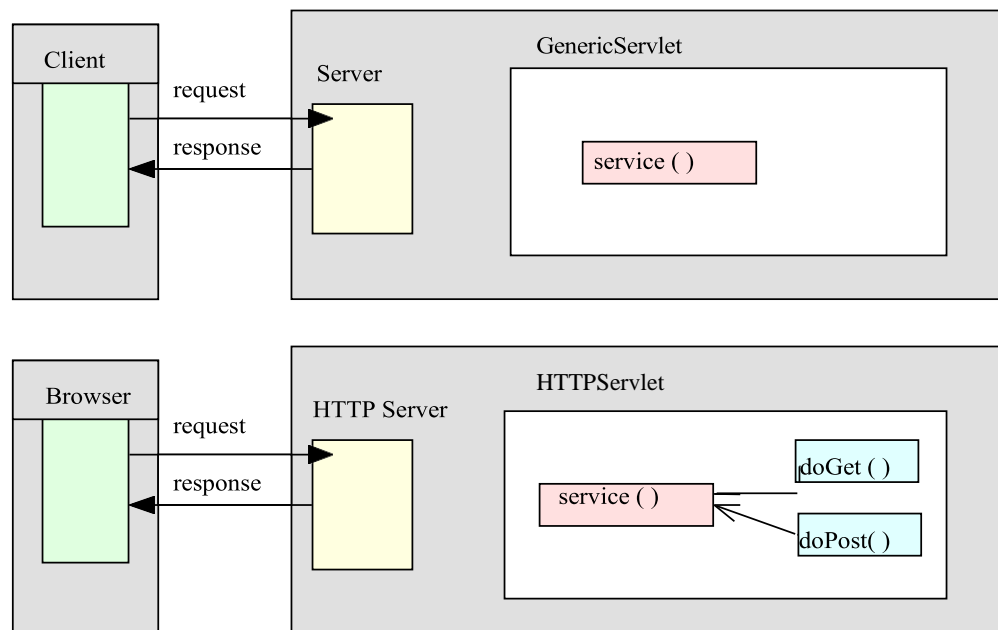 Client
request
response
Server
GenericServlet
service ( )
Browser
request
response
HTTP Server
HTTPServlet
service ( )
doGet ( )
doPost( )